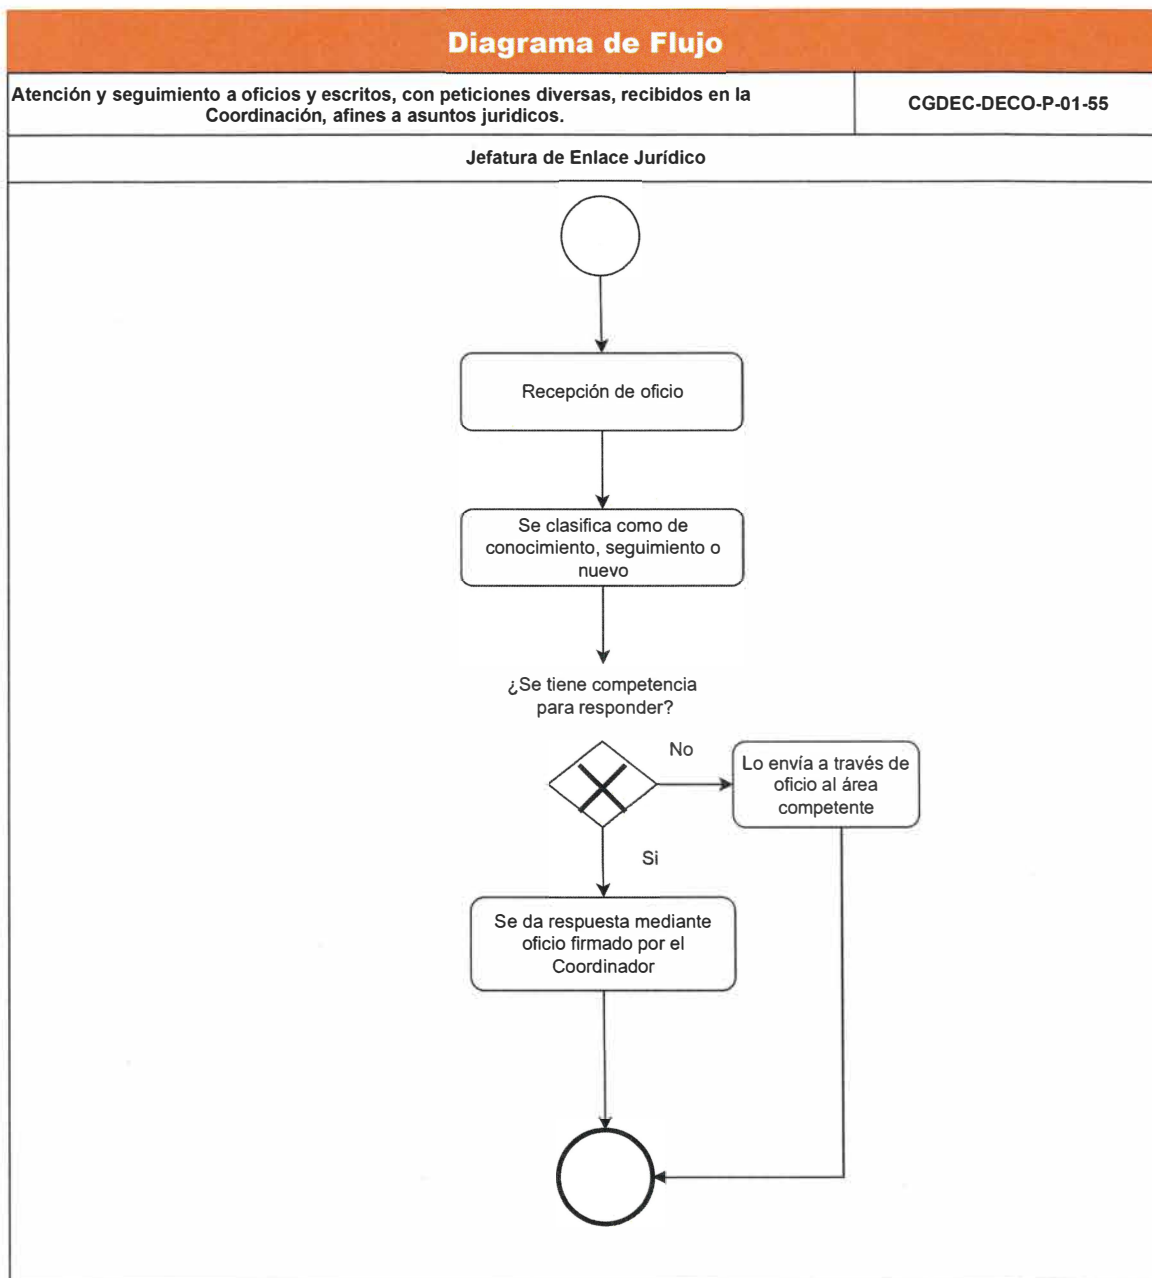 Diagrama de Flujo
Atención y seguimiento a oficios y escritos, con peticiones diversas, recibidos en la
Coordinación, afines a asuntos juridicos.
CGDEC-DECO-P-01-55
Jefatura de Enlace Jurídico
Recepción de oficio
Se clasifica como de
conocimiento, seguimiento o
nuevo
¿Se tiene competencia
para responder?
No
Lo envía a través de
oficio al área
competente
Si
Se da respuesta mediante
oficio firmado por el
Coordinador